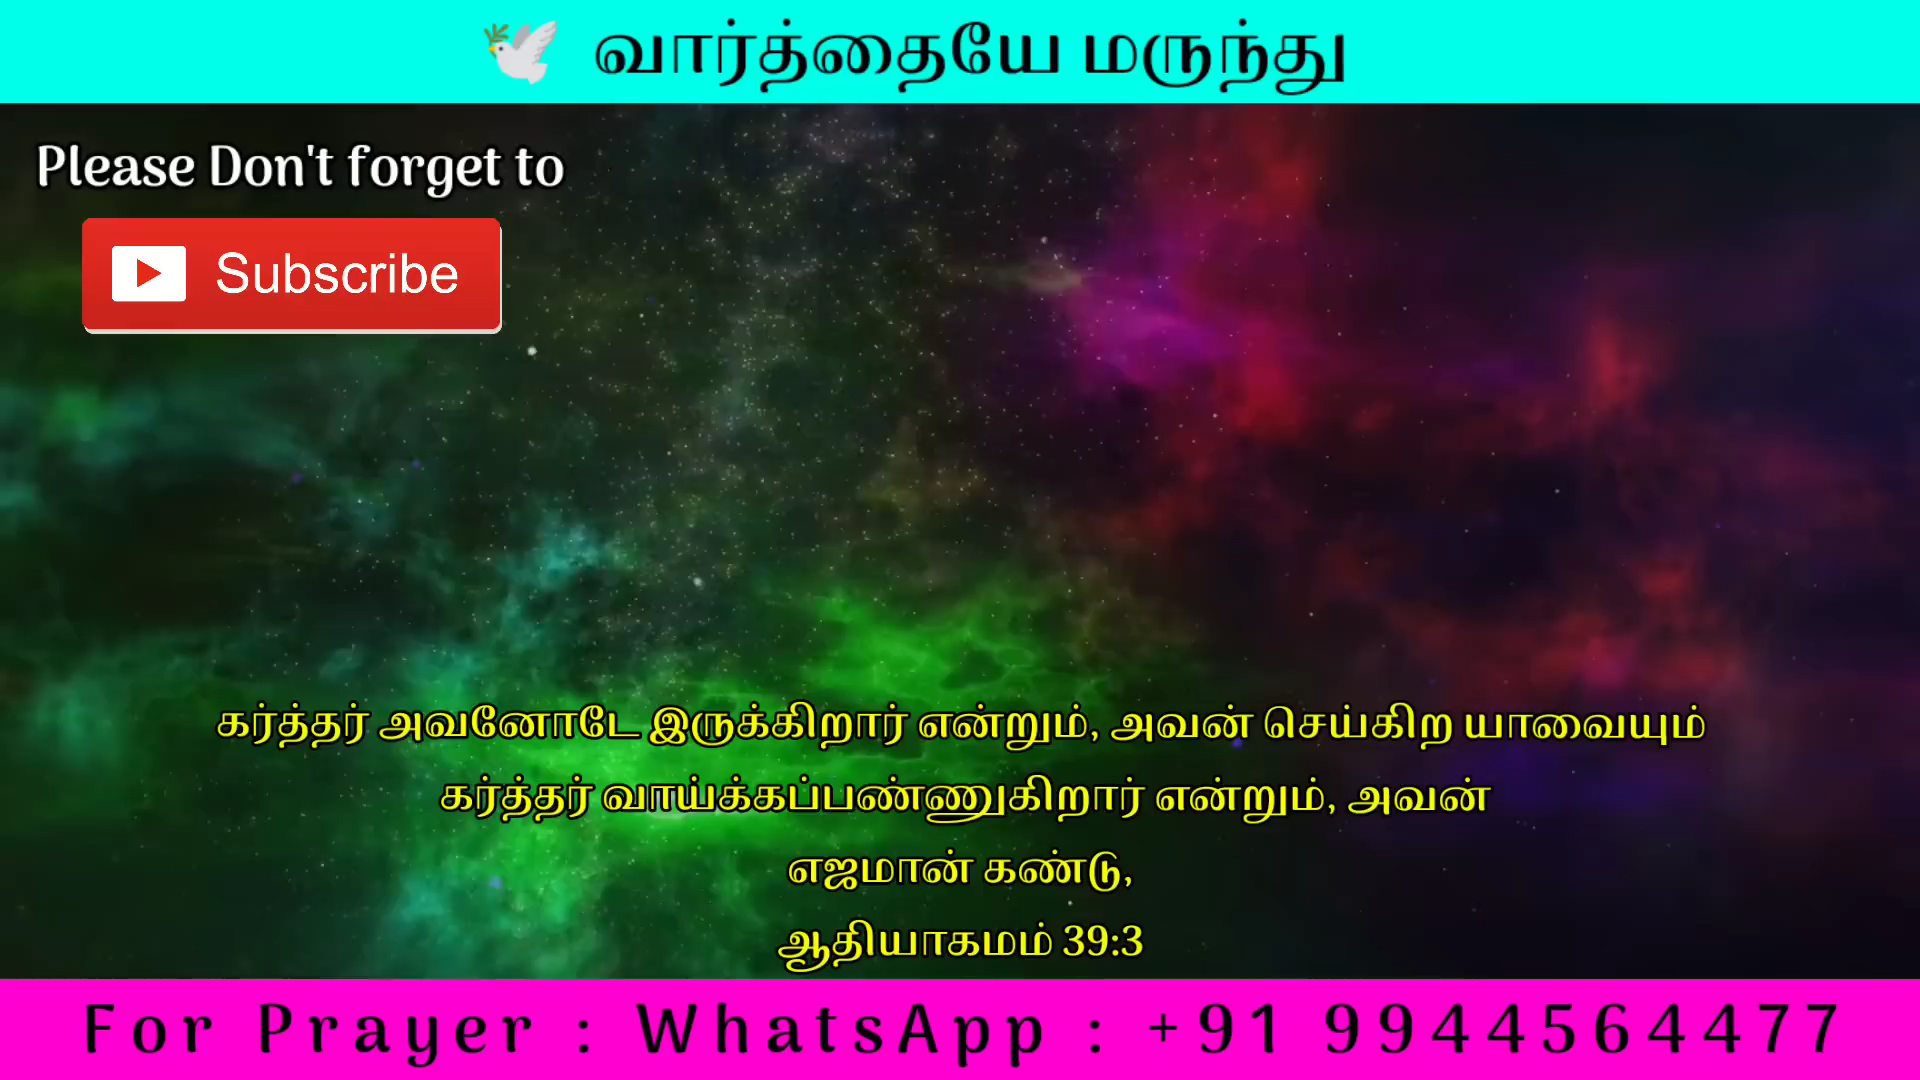 🕊️ வார்த்தையே மருந்து
Please Don't forget to
Subscribe
கர்த்தர் அவனோடே இருக்கிறார் என்றும், அவன் செய்கிற யாவையும்
கர்த்தர் வாய்க்கப்பண்ணுகிறார் என்றும், அவன்
எஜமான் கண்டு,
ஆதியாகமம் 39:3
For Prayer : WhatsApp : +91 9944564477